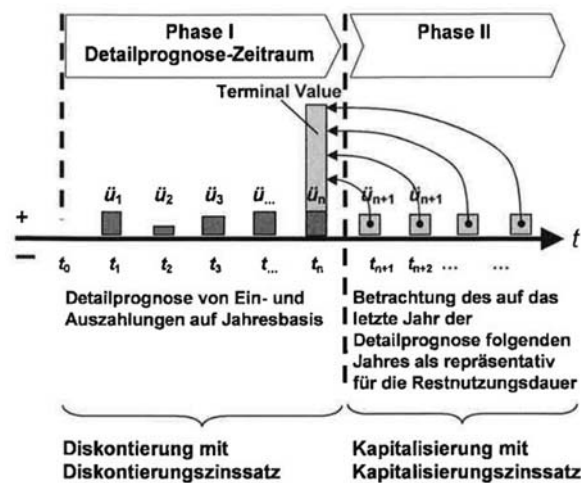 Phase I
Detailprognose-Zeitraum
Phase II
Terminal Value
ü1 ü2 ü3 ü... ün ün+1 ün+1
+
t
–
t0 t1 t2 t3 t... tn tn+1 tn+2 ... ...
Detailprognose von Ein- und
Auszahlungen auf Jahresbasis
Betrachtung des auf das
letzte Jahr der
Detailprognose folgenden
Jahres als repräsentativ
für die Restnutzungsdauer
Diskontierung mit
Diskontierungszinssatz
Kapitalisierung mit
Kapitalisierungszinssatz